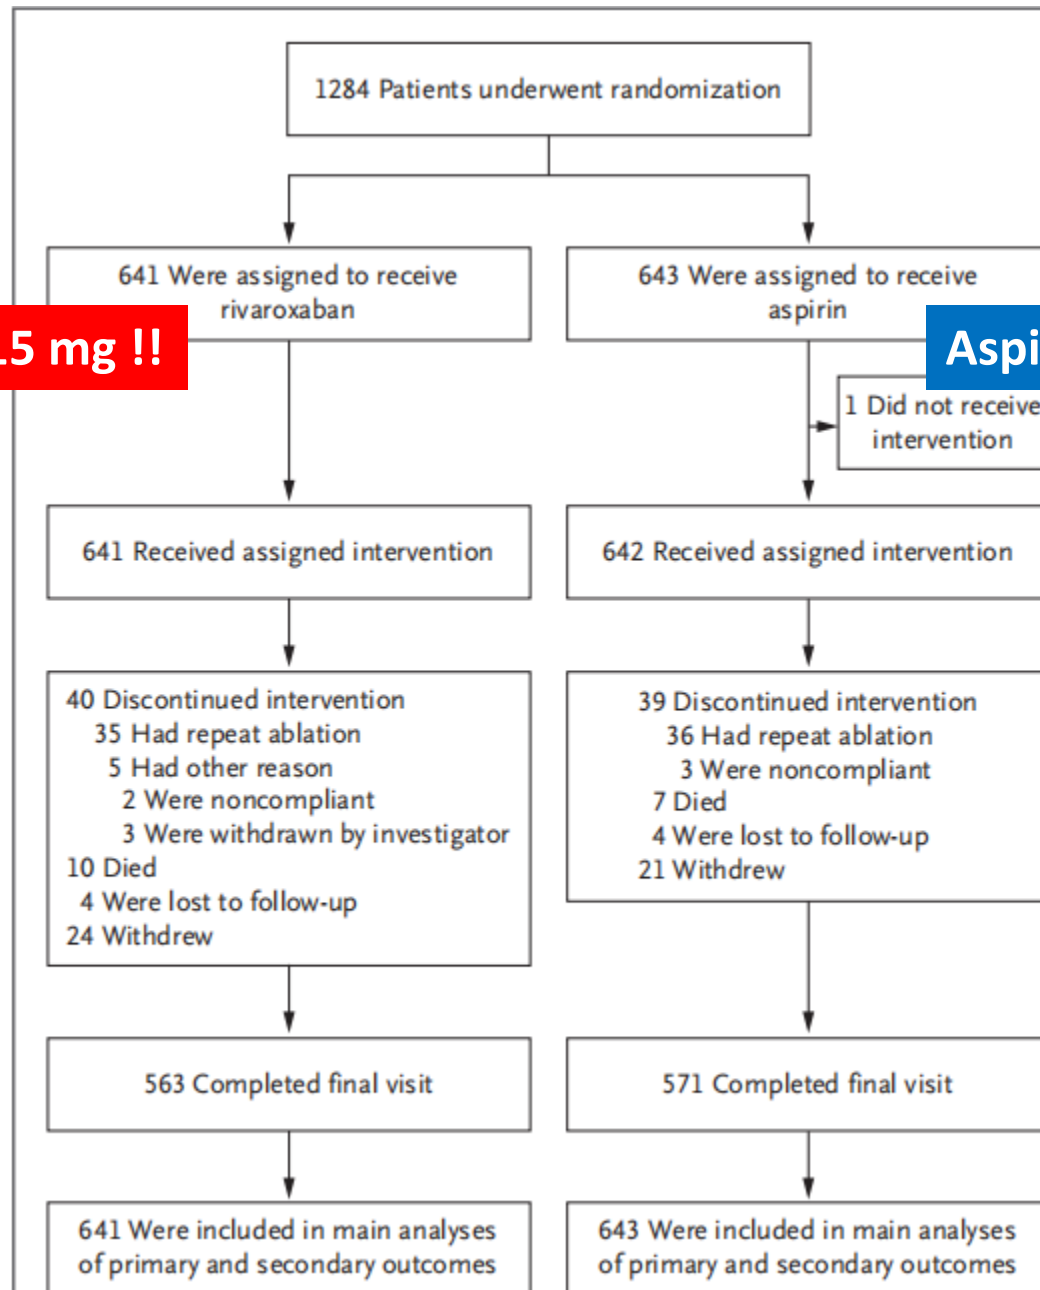 1284 Patients underwent randomization
641 Were assigned to receive
rivaroxaban
643 Were assigned to receive
aspirin
15 mg !!
Aspi
1 Did not receive
intervention
641 Received assigned intervention
642 Received assigned intervention
40 Discontinued intervention
35 Had repeat ablation
5 Had other reason
2 Were noncompliant
3 Were withdrawn by investigator
10 Died
4 Were lost to follow-up
24 Withdrew
39 Discontinued intervention
36 Had repeat ablation
3 Were noncompliant
7 Died
4 Were lost to follow-up
21 Withdrew
563 Completed final visit
571 Completed final visit
641 Were included in main analyses
of primary and secondary outcomes
643 Were included in main analyses
of primary and secondary outcomes